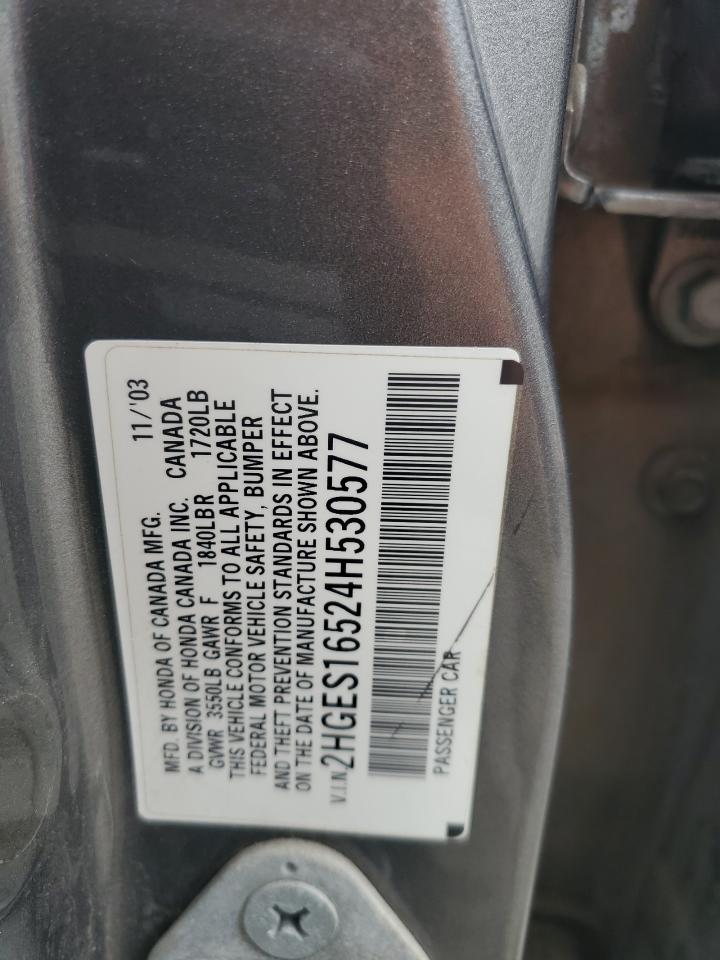 MFD. BY HONDA OF CANADA MFG. 11/'03
A DIVISION OF HONDA CANADA INC. CANADA
GVWR 3550LB GAWR F 1840LBR 1720LB
THIS VEHICLE CONFORMS TO ALL APPLICABLE
FEDERAL MOTOR VEHICLE SAFETY, BUMPER
AND THEFT PREVENTION STANDARDS IN EFFECT
ON THE DATE OF MANUFACTURE SHOWN ABOVE.
V.I.N 2HGES16524H530577
PASSENGER CAR